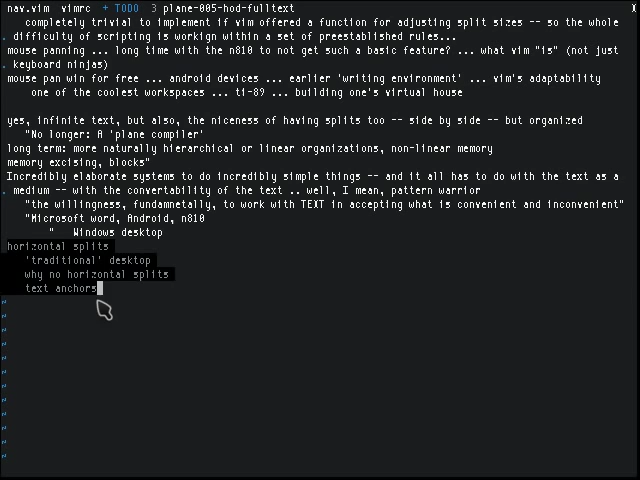 nav.vim  vimrc  + TODO  3 plane-005-hod-fulltext X
completely trivial to implement if vim offered a function for adjusting split sizes -- so the whole
. difficulty of scripting is workign within a set of preestablished rules...
mouse panning ... long time with the n810 to not get such a basic feature? ... what vim "is" (not just
. keyboard ninjas)
mouse pan win for free ... android devices ... earlier 'writing environment' ... vim's adaptability
one of the coolest workspaces ... ti-89 ... building one's virtual house
yes, infinite text, but also, the niceness of having splits too -- side by side -- but organized
"No longer: A 'plane compiler'
long term: more naturally hierarchical or linear organizations, non-linear memory
memory excising, blocks"
Incredibly elaborate systems to do incredibly simple things -- and it all has to do with the text as a
. medium -- with the convertability of the text .. well, I mean, pattern warrior
"the willingness, fundamnetally, to work with TEXT in accepting what is convenient and inconvenient"
"Microsoft word, Android, n810
"   Windows desktop
horizontal splits
'traditional' desktop
why no horizontal splits
text anchors
~
~
~
~
~
~
~
~
~
~
~
~